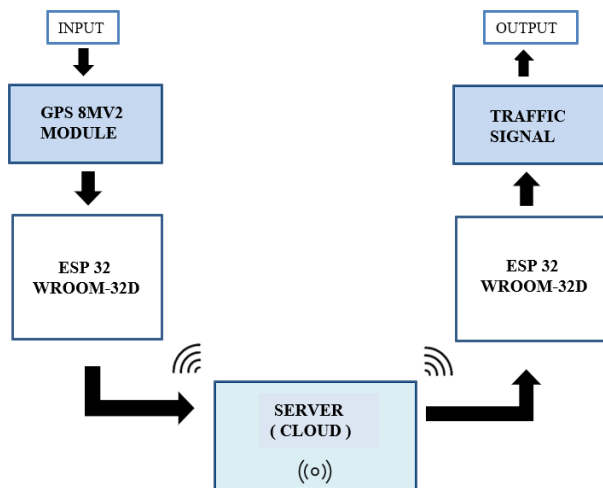 INPUT
GPS 8MV2
MODULE
ESP 32
WROOM-32D
SERVER
( CLOUD )
ESP 32
WROOM-32D
TRAFFIC
SIGNAL
OUTPUT